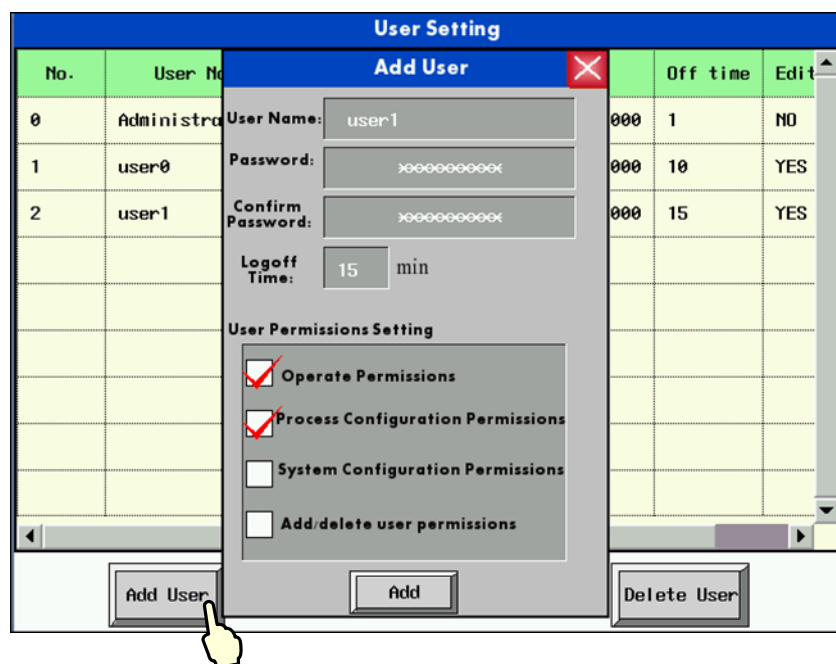 User Setting
No. User N Off time Edit
Add User
0 Administra 000 1 NO
User Name: user1
1 user0 000 10 YES
Password: xxxxxxxxxx
2 user1 000 15 YES
Confirm
Password: xxxxxxxxxx
Logoff
Time: 15 min
User Permissions Setting
Operate Permissions
Process Configuration Permissions
System Configuration Permissions
Add/delete user permissions
Add User Add Delete User